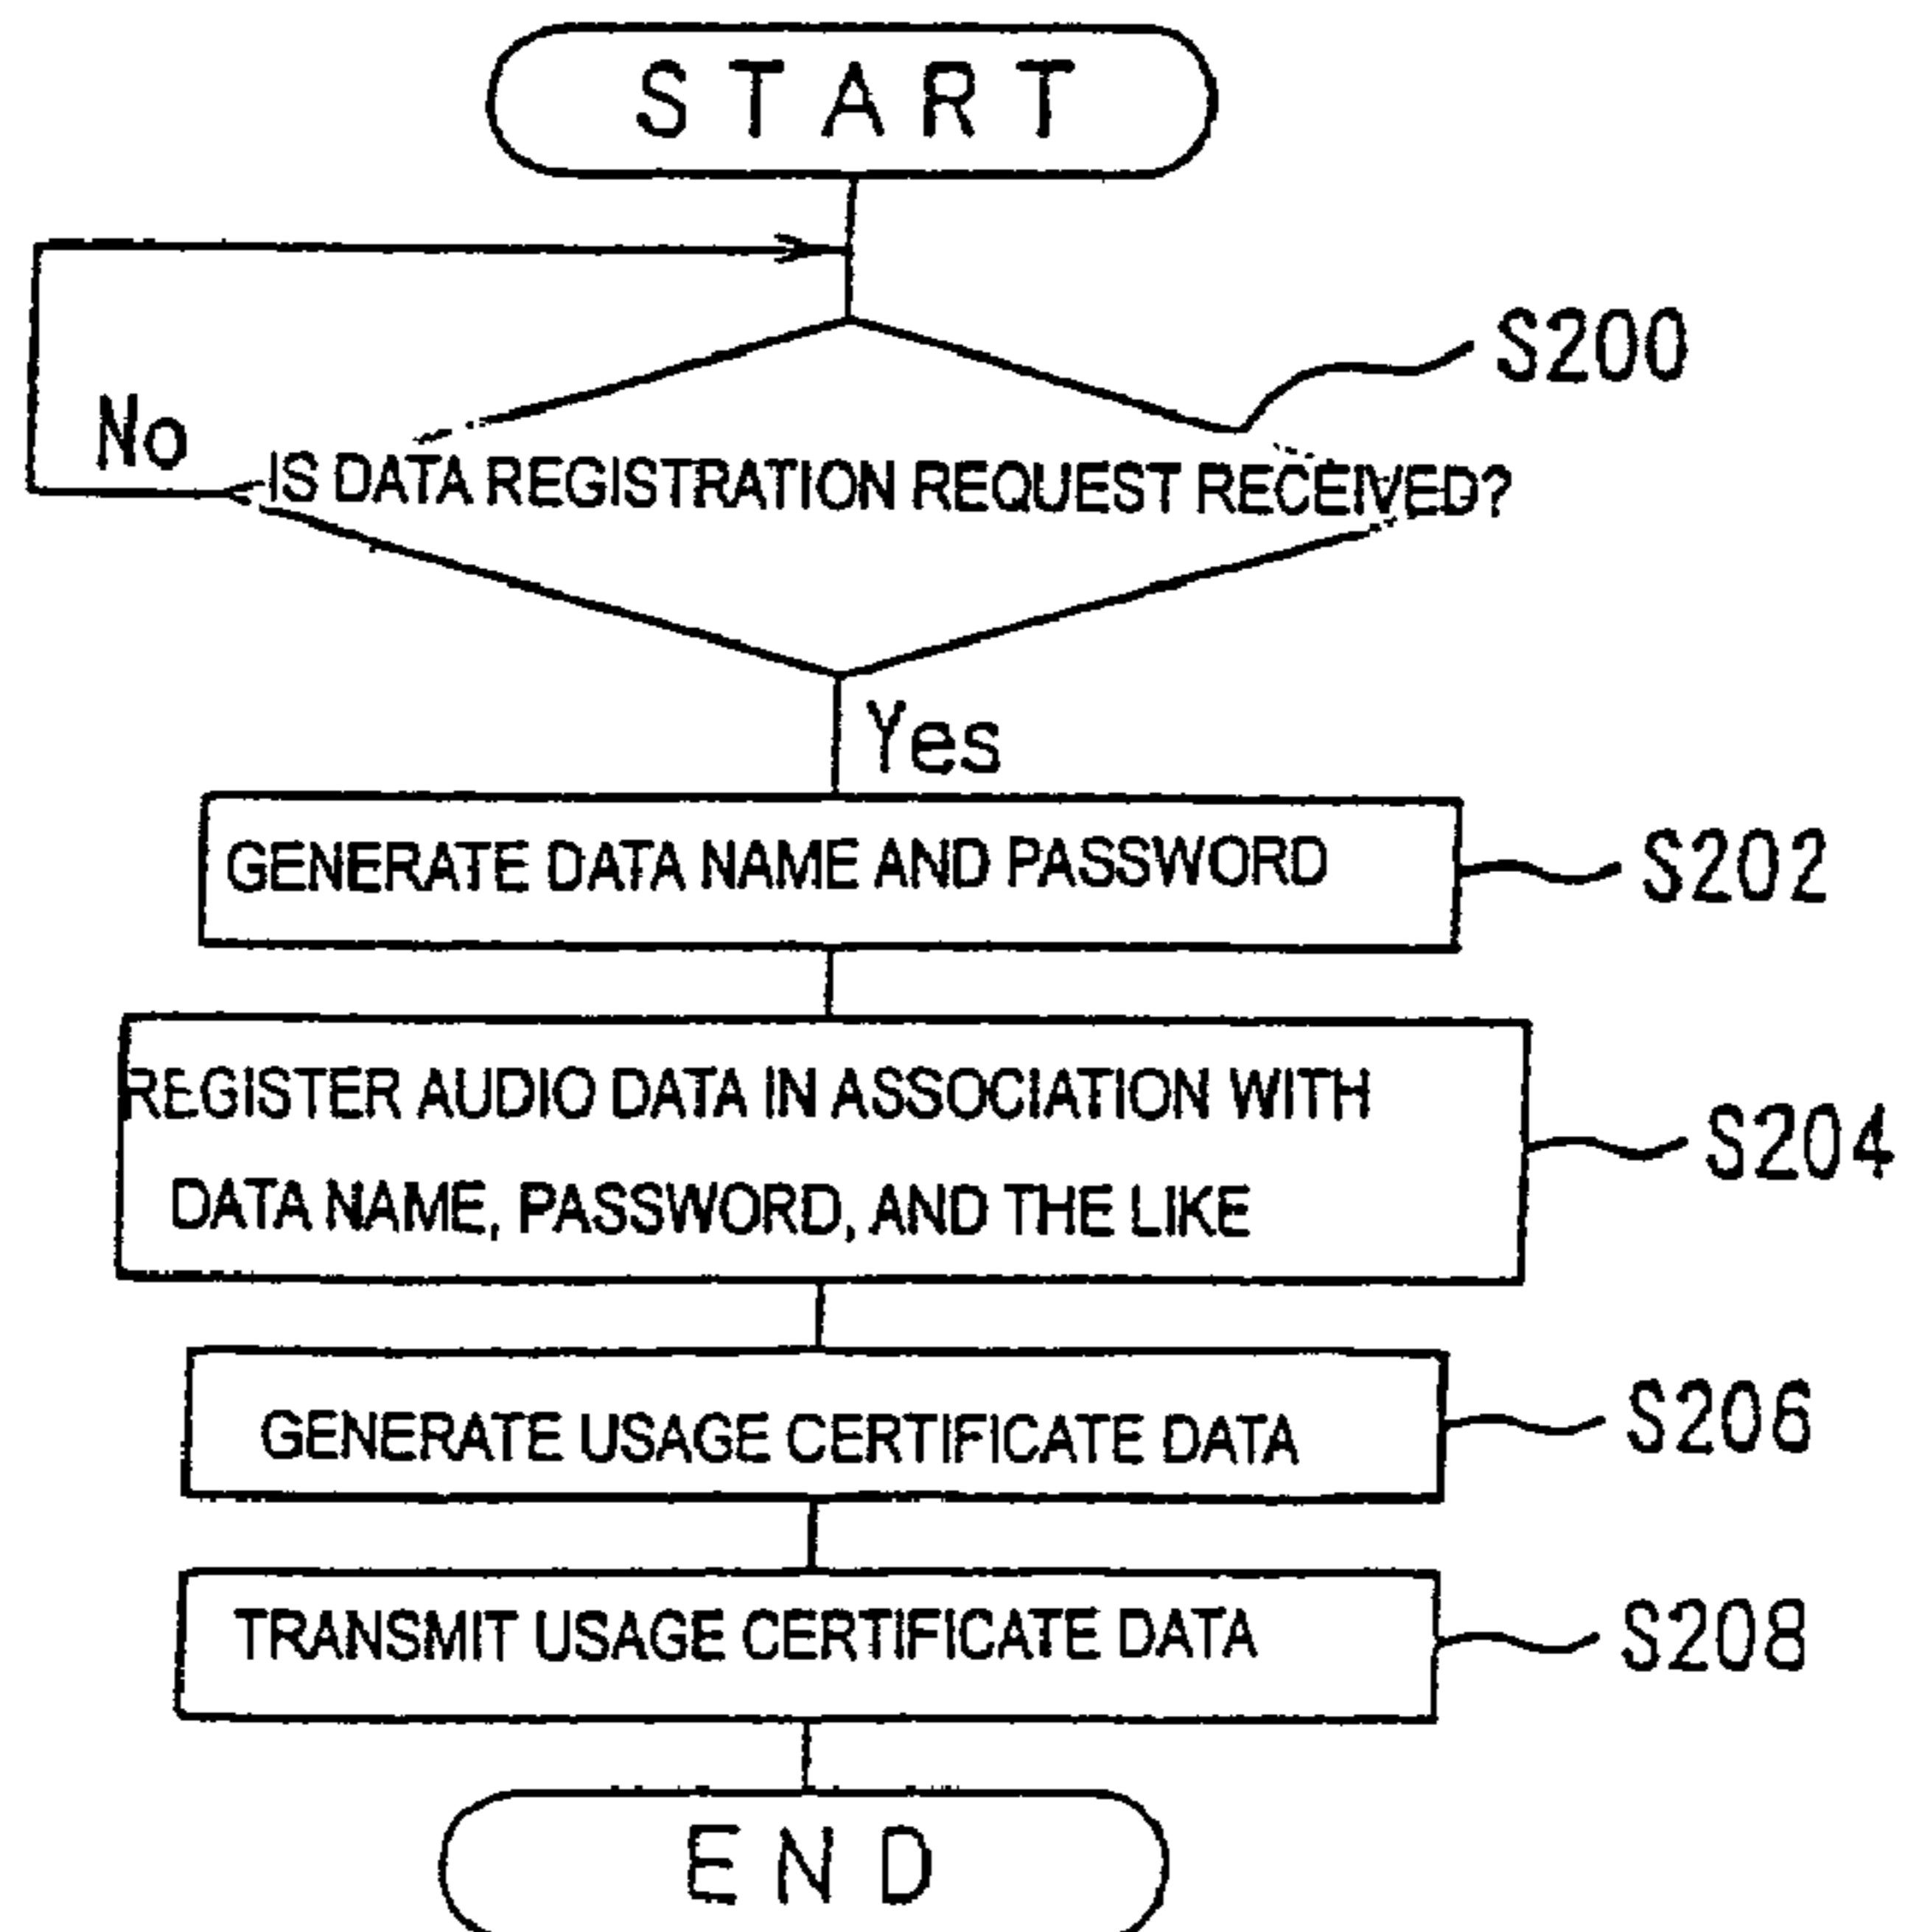 START
S200
No
IS DATA REGISTRATION REQUEST RECEIVED?
Yes
GENERATE DATA NAME AND PASSWORD
S202
REGISTER AUDIO DATA IN ASSOCIATION WITH
DATA NAME, PASSWORD, AND THE LIKE
S204
GENERATE USAGE CERTIFICATE DATA
S206
TRANSMIT USAGE CERTIFICATE DATA
S208
END